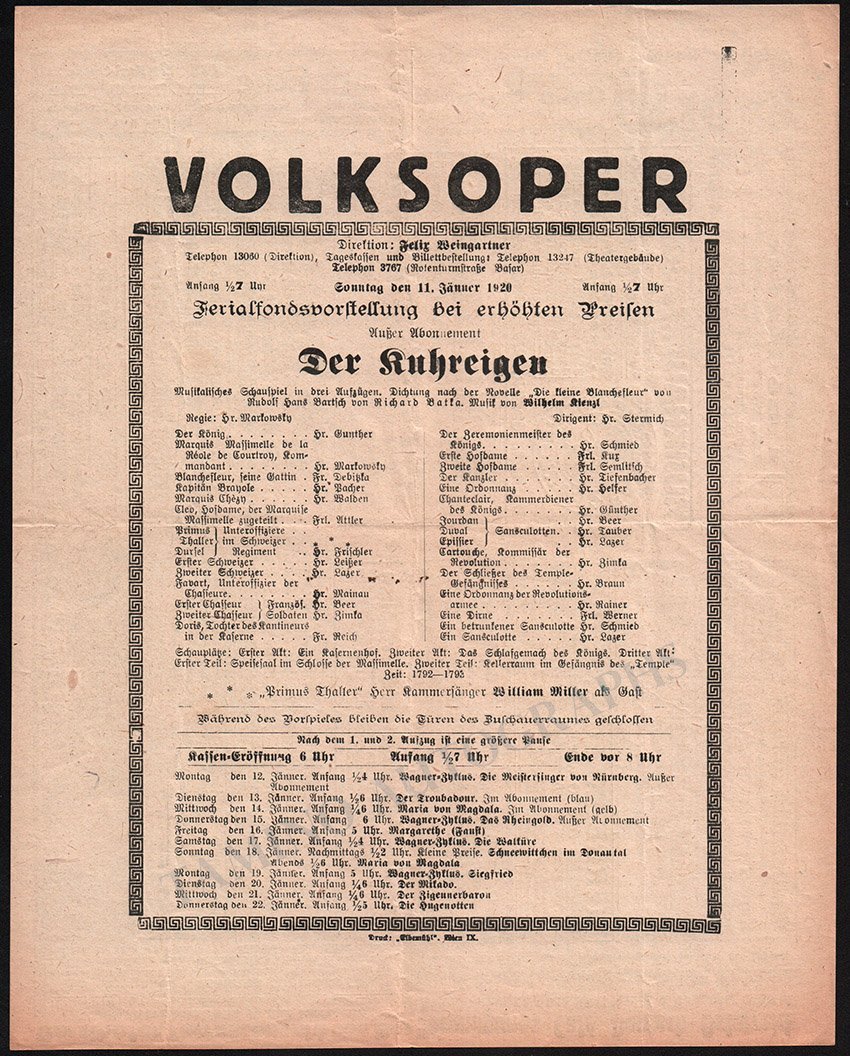 VOLKSOPER
Direktion: Felix Weingartner
Telephon 13060 (Direktion), Tageskassen und Billettbestellung: Telephon 13247 (Theatergebäude)
Telephon 3767 (Rotenturmstraße Basar)
Anfang ½7 Uhr Sonntag den 11. Jänner 1920 Anfang ½7 Uhr
Ferialfondsvorstellung bei erhöhten Preisen
Außer Abonnement
Der Kuhreigen
Musikalisches Schauspiel in drei Aufzügen. Dichtung nach der Novelle „Die kleine Blanchefleur" von
Rudolf Hans Bartsch von Richard Batka. Musik von Wilhelm Kienzl
Regie: Hr. Markowsky Dirigent: Hr. Stermich
Der König . . . . . . . . Hr. Gunther
Marquis Massimelle de la
Réole de Courtroy, Kom-
mandant . . . . . . . . Hr. Markowsky
Blanchefleur, seine Gattin . Fr. Debitzka
Kapitän Brayole . . . . . Hr. Bacher
Marquis Chézy . . . . . . Hr. Walden
Cleo, Hofdame, der Marquise
Massimelle zugeteilt . . . Frl. Attler
Primus } Unteroffiziere . .
Thaller } im Schweizer . . * * *
Dursel } Regiment . . Hr. Frischler
Erster Schweizer . . . . . Hr. Leißer
Zweiter Schweizer . . . . Hr. Lazer
Favart, Unteroffizier der
Chasseure . . . . . . . Hr. Mainau
Erster Chasseur } Französ. Hr. Beer
Zweiter Chasseur } Soldaten Hr. Zimka
Doris, Tochter des Kantineurs
in der Kaserne . . . . . Fr. Reich
Der Zeremonienmeister des
Königs . . . . . . . . Hr. Schmied
Erste Hofdame . . . . . . Frl. Kux
Zweite Hofdame . . . . . Frl. Semlitsch
Der Kanzler . . . . . . . Hr. Tiefenbacher
Eine Ordonnanz . . . . . Hr. Helfer
Chanteclair, Kammerdiener
des Königs . . . . . . . Hr. Günther
Jourdan } Hr. Beer
Duval } Sansculotten . . Hr. Tauber
Epissier } Hr. Lazer
Cartouche, Kommissär der
Revolution . . . . . . . Hr. Zimka
Der Schließer des Temple-
Gefängnisses . . . . . . Hr. Braun
Eine Ordonnanz der Revolutions-
armee . . . . . . . . . Hr. Rainer
Eine Dirne . . . . . . . Frl. Werner
Ein betrunkener Sansculotte Hr. Schmied
Ein Sansculotte . . . . . Hr. Lazer
Schauplätze: Erster Akt: Ein Kasernenhof. Zweiter Akt: Das Schlafgemach des Königs. Dritter Akt:
Erster Teil: Speisesaal im Schlosse der Massimelle. Zweiter Teil: Kellerraum im Gefängnis des „Temple"
Zeit: 1792—1793
* * * „Primus Thaller" Herr Kammersänger William Miller als Gast
Während des Vorspieles bleiben die Türen des Zuschauerraumes geschlossen
Nach dem 1. und 2. Aufzug ist eine größere Pause
Kassen-Eröffnung 6 Uhr Anfang ½7 Uhr Ende vor 8 Uhr
Montag den 12. Jänner. Anfang ½4 Uhr. Wagner-Zyklus. Die Meistersinger von Nürnberg. Außer
Abonnement
Dienstag den 13. Jänner. Anfang ½6 Uhr. Der Troubadour. Im Abonnement (blau)
Mittwoch den 14. Jänner. Anfang ¼6 Uhr. Maria von Magdala. Im Abonnement (gelb)
Donnerstag den 15. Jänner. Anfang 6 Uhr. Wagner-Zyklus. Das Rheingold. Außer Abonnement
Freitag den 16. Jänner. Anfang 5 Uhr. Margarethe (Faust)
Samstag den 17. Jänner. Anfang ¼4 Uhr. Wagner-Zyklus. Die Walküre
Sonntag den 18. Jänner. Nachmittags ½2 Uhr. Kleine Preise. Schneewittchen im Donautal
Abends ½6 Uhr. Maria von Magdala
Montag den 19. Jänner. Anfang 5 Uhr. Wagner-Zyklus. Siegfried
Dienstag den 20. Jänner. Anfang ¼6 Uhr. Der Mikado.
Mittwoch den 21. Jänner. Anfang ¼6 Uhr. Der Zigeunerbaron
Donnerstag den 22. Jänner. Anfang ½5 Uhr. Die Hugenotten
Druck: „Elbemühl". Wien IX.